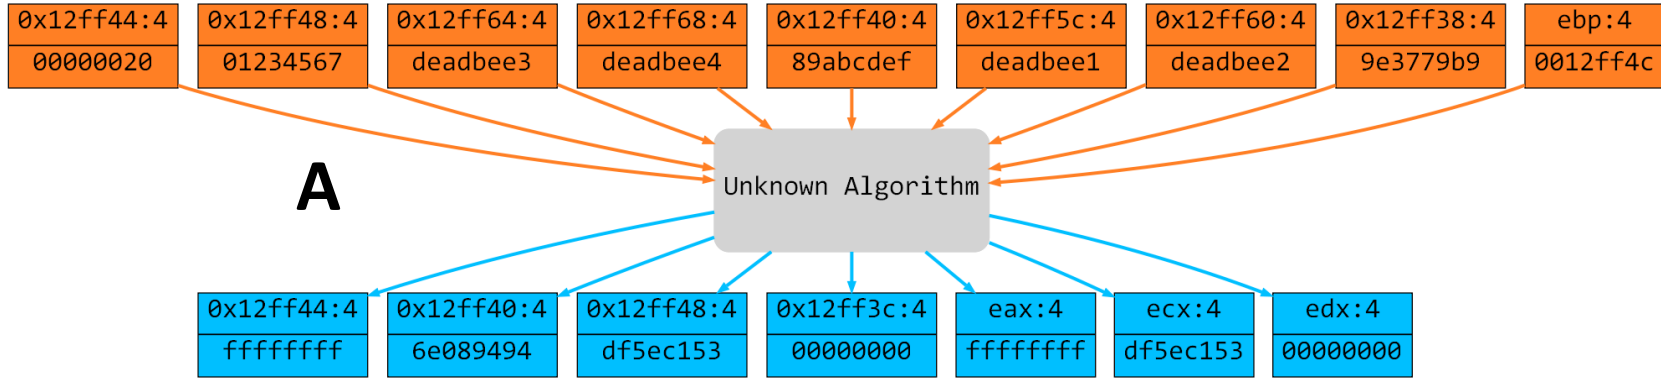 0x12ff44:4 0x12ff48:4 0x12ff64:4 0x12ff68:4 0x12ff40:4 0x12ff5c:4 0x12ff60:4 0x12ff38:4 ebp:4
00000020 01234567 deadbee3 deadbee4 89abcdef deadbee1 deadbee2 9e3779b9 0012ff4c
A
Unknown Algorithm
0x12ff44:4 0x12ff40:4 0x12ff48:4 0x12ff3c:4 eax:4 ecx:4 edx:4
ffffffff 6e089494 df5ec153 00000000 ffffffff df5ec153 00000000